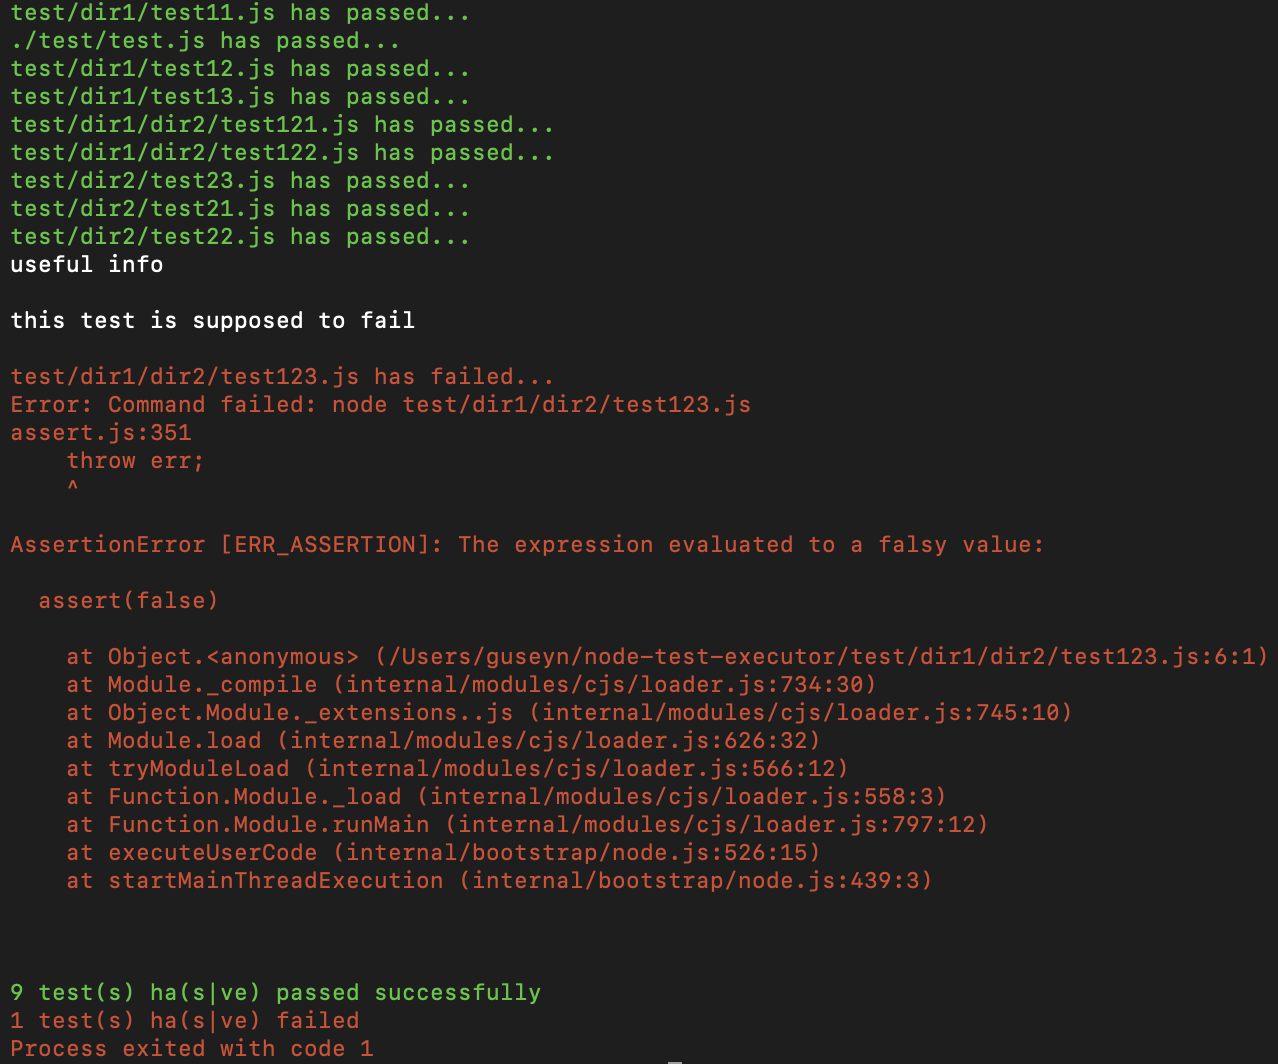 test/dir1/test11.js has passed...
./test/test.js has passed...
test/dir1/test12.js has passed...
test/dir1/test13.js has passed...
test/dir1/dir2/test121.js has passed...
test/dir1/dir2/test122.js has passed...
test/dir2/test23.js has passed...
test/dir2/test21.js has passed...
test/dir2/test22.js has passed...
useful info
this test is supposed to fail
test/dir1/dir2/test123.js has failed...
Error: Command failed: node test/dir1/dir2/test123.js
assert.js:351
    throw err;
    ^
AssertionError [ERR_ASSERTION]: The expression evaluated to a falsy value:
  assert(false)
    at Object.<anonymous> (/Users/guseyn/node-test-executor/test/dir1/dir2/test123.js:6:1)
    at Module._compile (internal/modules/cjs/loader.js:734:30)
    at Object.Module._extensions..js (internal/modules/cjs/loader.js:745:10)
    at Module.load (internal/modules/cjs/loader.js:626:32)
    at tryModuleLoad (internal/modules/cjs/loader.js:566:12)
    at Function.Module._load (internal/modules/cjs/loader.js:558:3)
    at Function.Module.runMain (internal/modules/cjs/loader.js:797:12)
    at executeUserCode (internal/bootstrap/node.js:526:15)
    at startMainThreadExecution (internal/bootstrap/node.js:439:3)
9 test(s) ha(s|ve) passed successfully
1 test(s) ha(s|ve) failed
Process exited with code 1